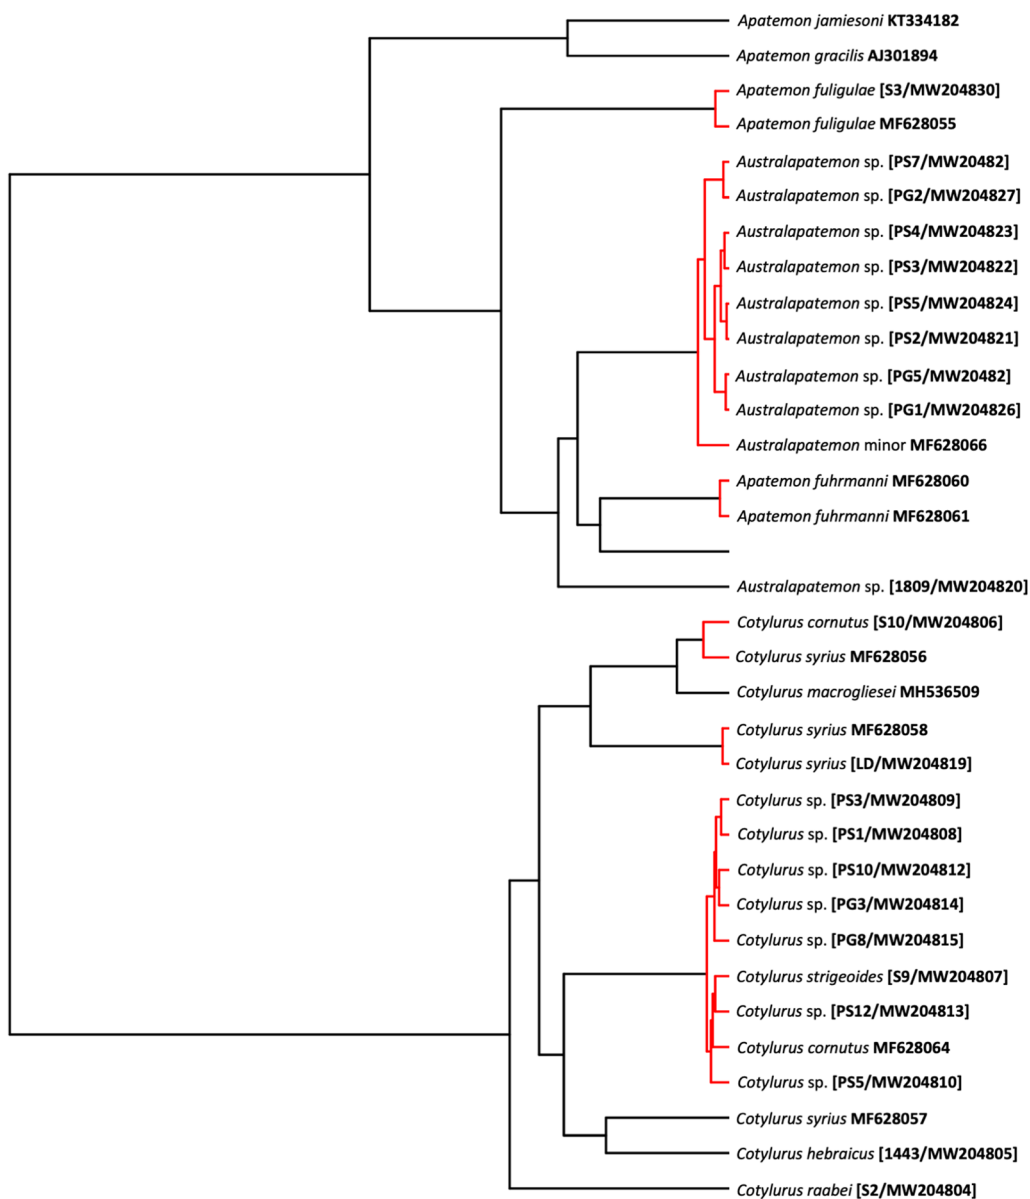 Apatemon jamiesoni KT334182
Apatemon gracilis AJ301894
Apatemon fuligulae [S3/MW204830]
Apatemon fuligulae MF628055
Australapatemon sp. [PS7/MW20482]
Australapatemon sp. [PG2/MW204827]
Australapatemon sp. [PS4/MW204823]
Australapatemon sp. [PS3/MW204822]
Australapatemon sp. [PS5/MW204824]
Australapatemon sp. [PS2/MW204821]
Australapatemon sp. [PG5/MW20482]
Australapatemon sp. [PG1/MW204826]
Australapatemon minor MF628066
Apatemon fuhrmanni MF628060
Apatemon fuhrmanni MF628061
Australapatemon sp. [1809/MW204820]
Cotylurus cornutus [S10/MW204806]
Cotylurus syrius MF628056
Cotylurus macrogliesei MH536509
Cotylurus syrius MF628058
Cotylurus syrius [LD/MW204819]
Cotylurus sp. [PS3/MW204809]
Cotylurus sp. [PS1/MW204808]
Cotylurus sp. [PS10/MW204812]
Cotylurus sp. [PG3/MW204814]
Cotylurus sp. [PG8/MW204815]
Cotylurus strigeoides [S9/MW204807]
Cotylurus sp. [PS12/MW204813]
Cotylurus cornutus MF628064
Cotylurus sp. [PS5/MW204810]
Cotylurus syrius MF628057
Cotylurus hebraicus [1443/MW204805]
Cotylurus raabei [S2/MW204804]